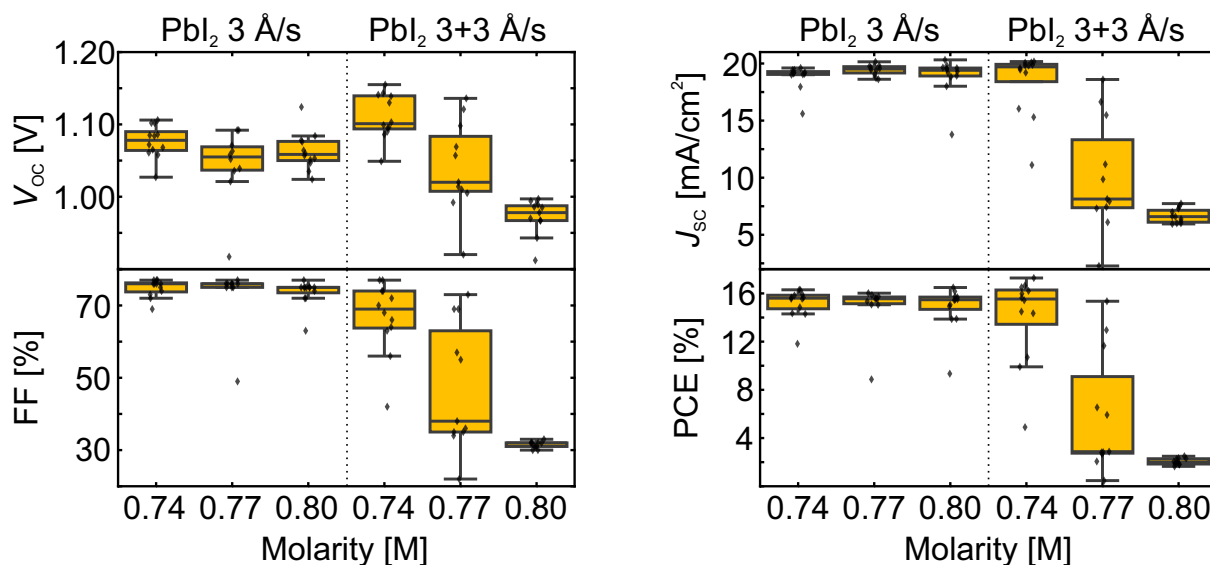 PbI₂ 3 Å/s PbI₂ 3+3 Å/s
1.20
1.10
1.00
V_OC [V]
70
50
30
FF [%]
0.74 0.77 0.80 0.74 0.77 0.80
Molarity [M]
PbI₂ 3 Å/s PbI₂ 3+3 Å/s
20
15
10
5
J_SC [mA/cm²]
16
12
8
4
PCE [%]
0.74 0.77 0.80 0.74 0.77 0.80
Molarity [M]